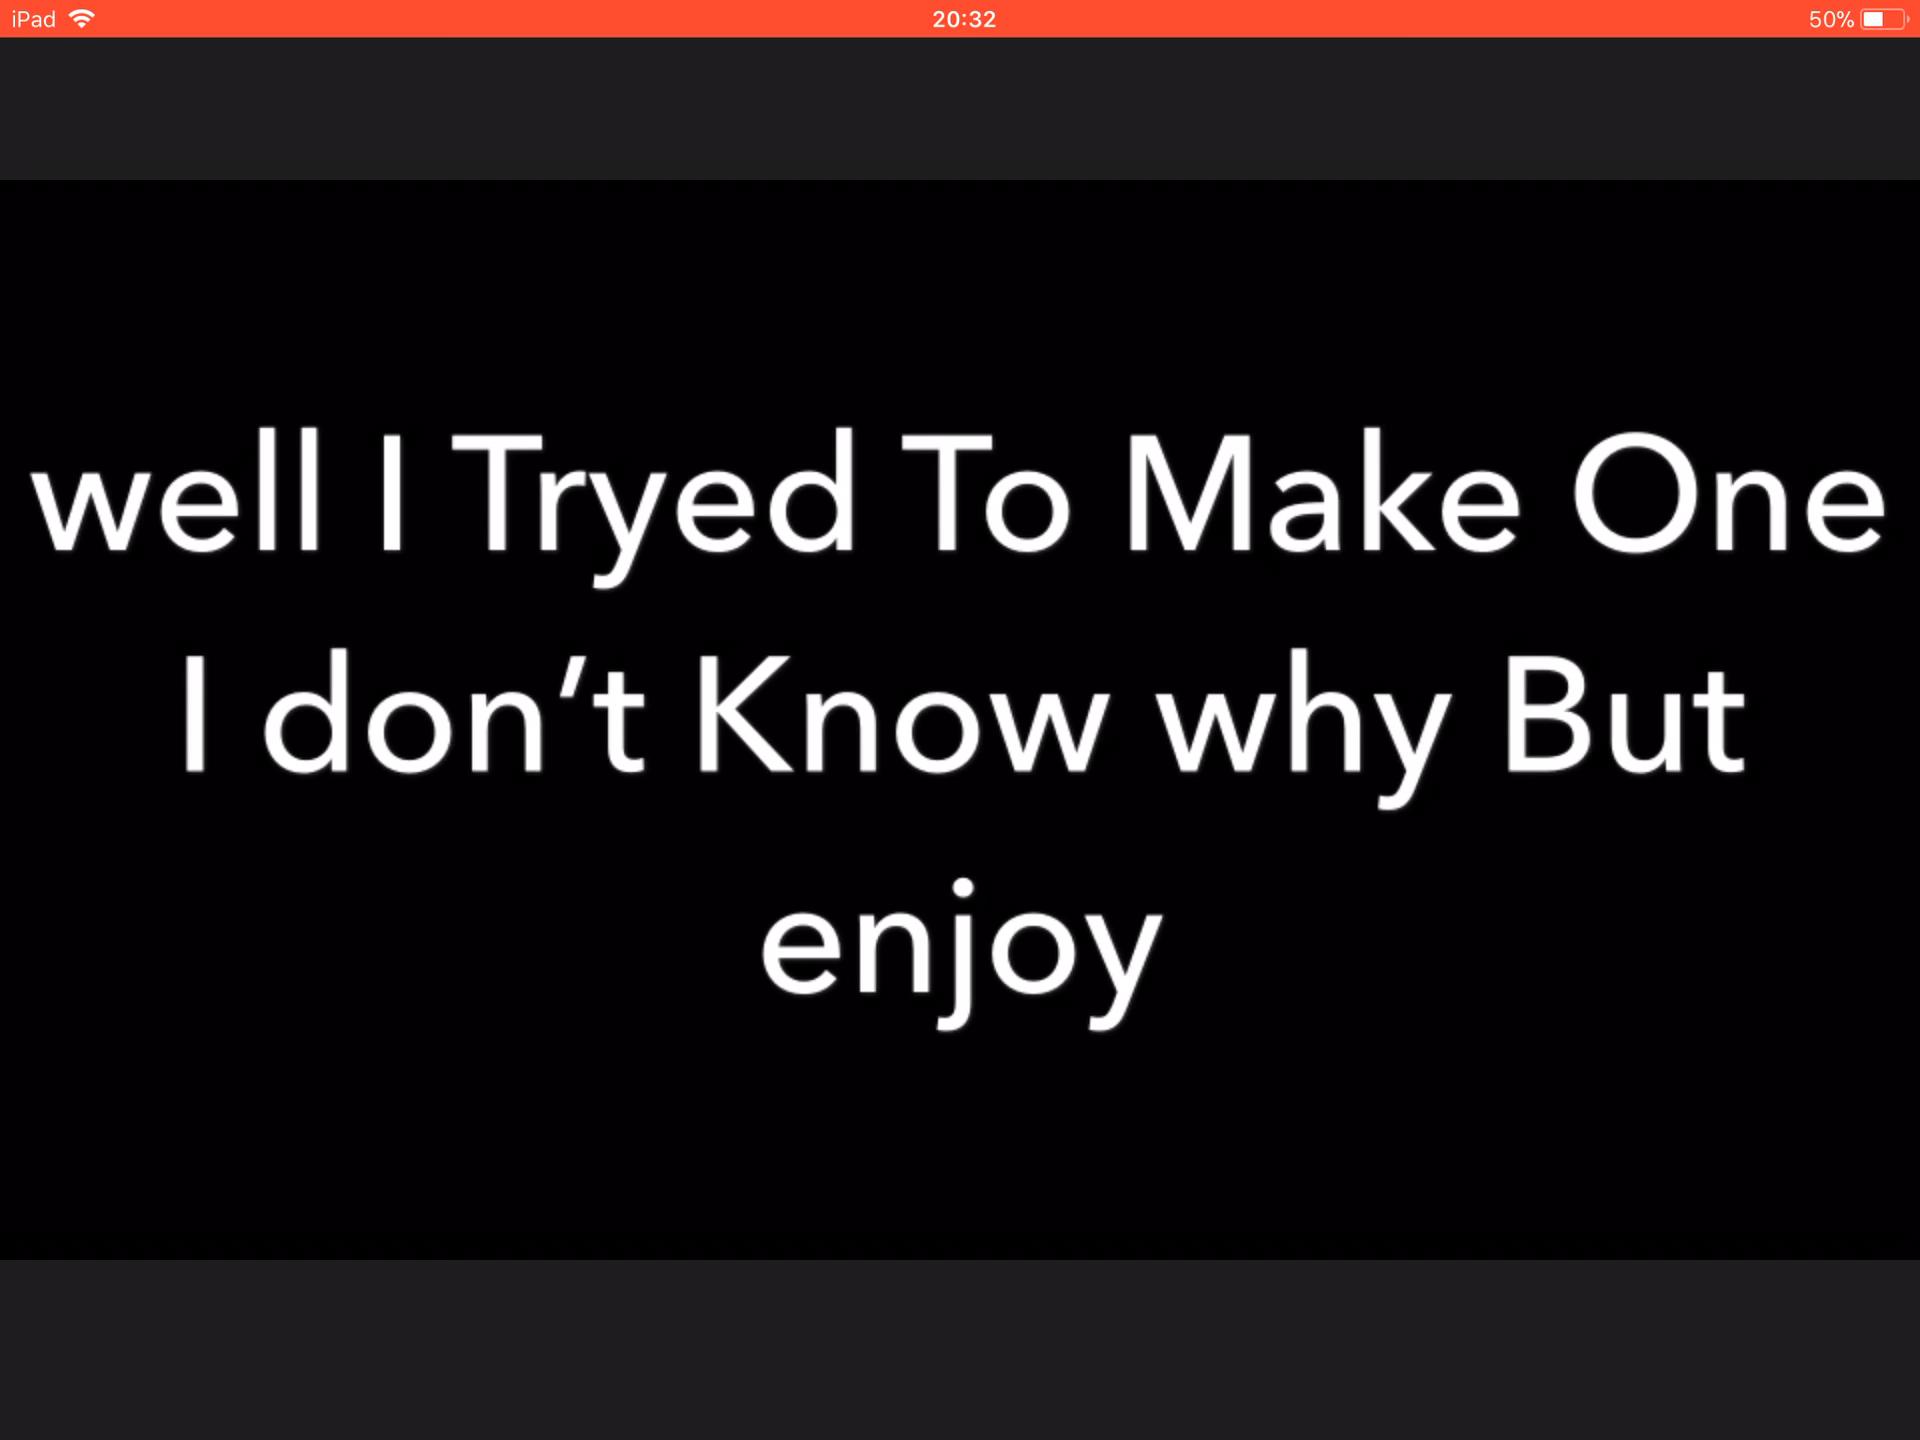 iPad 20:32 50%
well I Tryed To Make One
I don’t Know why But
enjoy